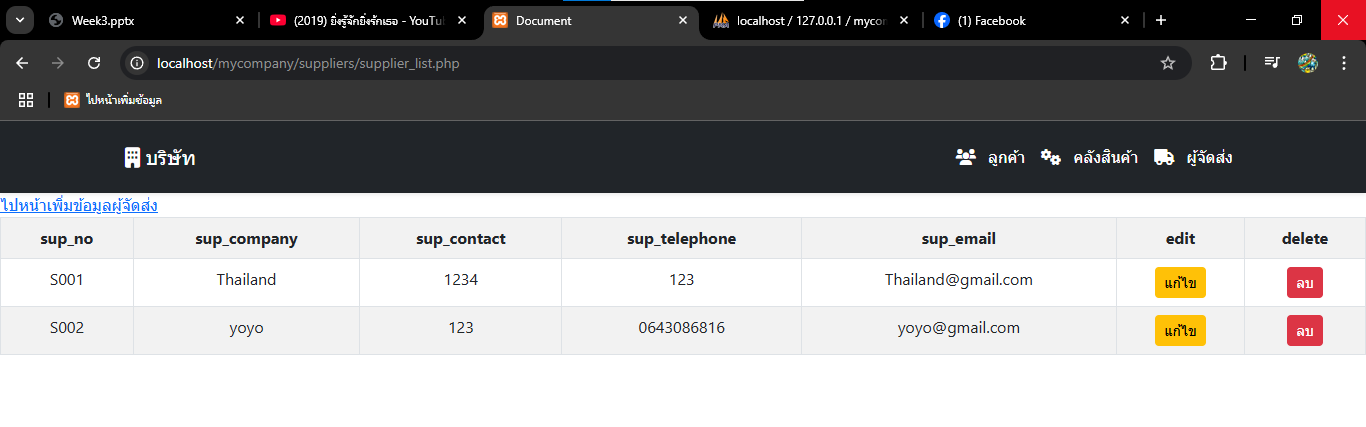 Week3.pptx
(2019) ยิ่งรู้จักยิ่งรักเธอ - YouTu
Document
localhost / 127.0.0.1 / mycon
(1) Facebook
localhost/mycompany/suppliers/supplier_list.php
ไปหน้าเพิ่มข้อมูล
บริษัท ลูกค้า คลังสินค้า ผู้จัดส่ง
ไปหน้าเพิ่มข้อมูลผู้จัดส่ง
sup_no sup_company sup_contact sup_telephone sup_email edit delete
S001 Thailand 1234 123 Thailand@gmail.com แก้ไข ลบ
S002 yoyo 123 0643086816 yoyo@gmail.com แก้ไข ลบ